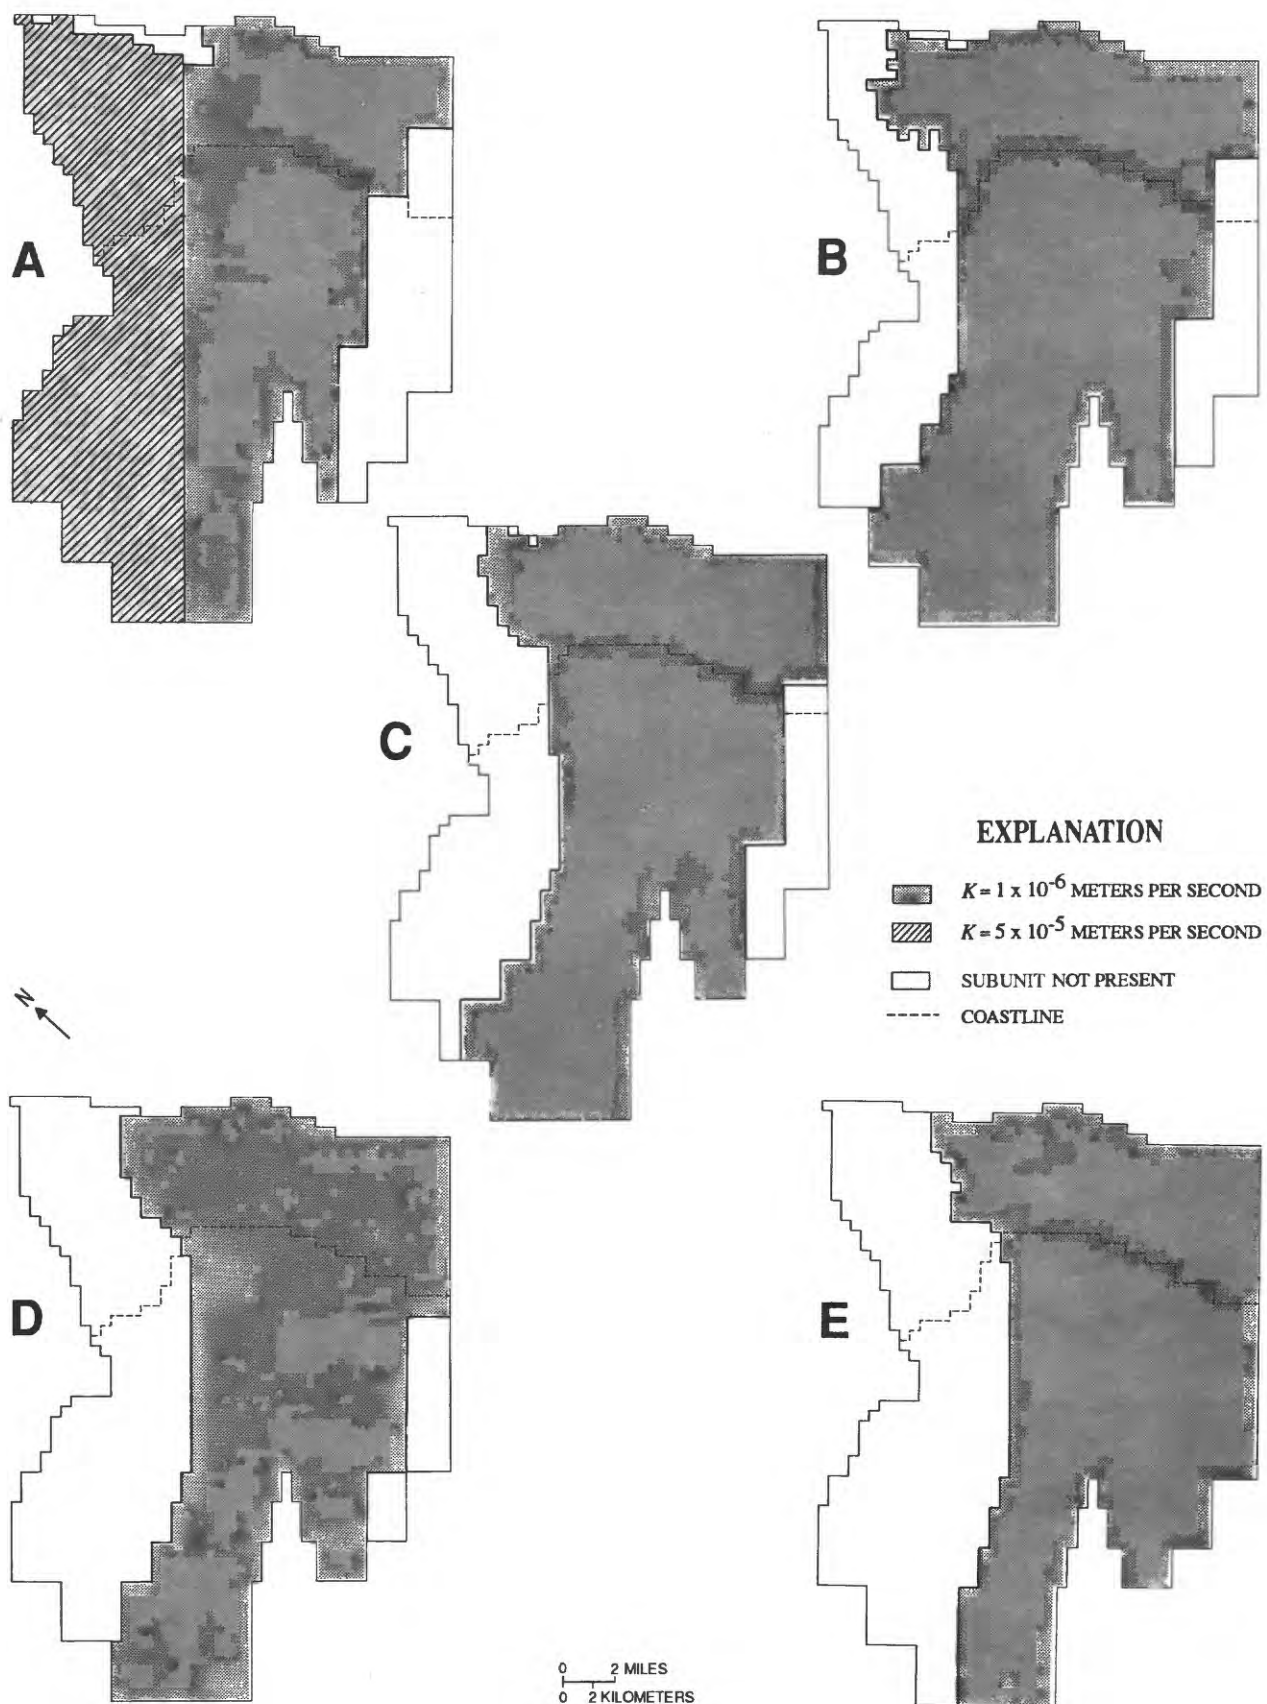 A
B
C
EXPLANATION
K = 1 x 10-6 METERS PER SECOND
K = 5 x 10-5 METERS PER SECOND
SUBUNIT NOT PRESENT
COASTLINE
N
D
E
0 2 MILES
0 2 KILOMETERS